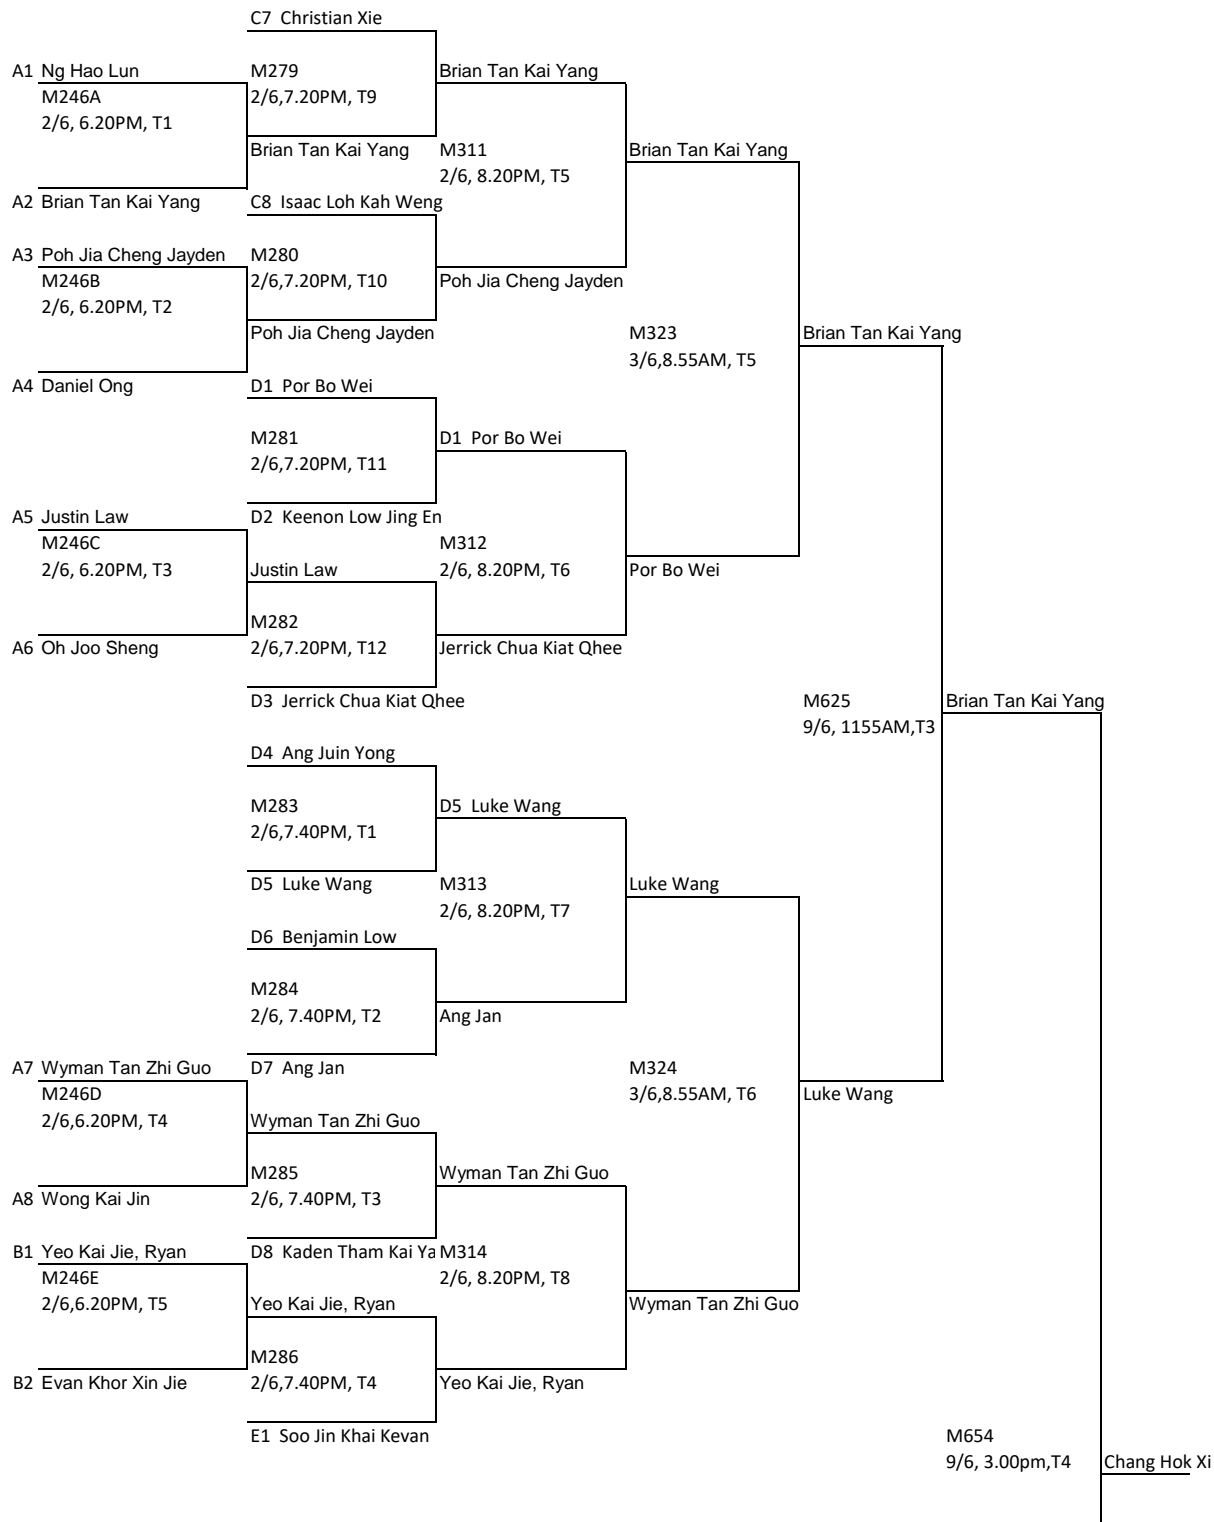 C7 Christian Xie
A1 Ng Hao Lun M279 Brian Tan Kai Yang
M246A 2/6,7.20PM, T9
2/6, 6.20PM, T1
Brian Tan Kai Yang M311 Brian Tan Kai Yang
2/6, 8.20PM, T5
A2 Brian Tan Kai Yang C8 Isaac Loh Kah Weng
A3 Poh Jia Cheng Jayden M280
M246B 2/6,7.20PM, T10 Poh Jia Cheng Jayden
2/6, 6.20PM, T2
Poh Jia Cheng Jayden M323 Brian Tan Kai Yang
3/6,8.55AM, T5
A4 Daniel Ong D1 Por Bo Wei
M281 D1 Por Bo Wei
2/6,7.20PM, T11
A5 Justin Law D2 Keenon Low Jing En
M246C M312
2/6, 6.20PM, T3 Justin Law 2/6, 8.20PM, T6 Por Bo Wei
M282
A6 Oh Joo Sheng 2/6,7.20PM, T12 Jerrick Chua Kiat Qhee
D3 Jerrick Chua Kiat Qhee M625 Brian Tan Kai Yang
9/6, 1155AM,T3
D4 Ang Juin Yong
M283 D5 Luke Wang
2/6,7.40PM, T1
D5 Luke Wang M313 Luke Wang
2/6, 8.20PM, T7
D6 Benjamin Low
M284
2/6, 7.40PM, T2 Ang Jan
A7 Wyman Tan Zhi Guo D7 Ang Jan M324
M246D 3/6,8.55AM, T6 Luke Wang
2/6,6.20PM, T4 Wyman Tan Zhi Guo
M285 Wyman Tan Zhi Guo
A8 Wong Kai Jin 2/6, 7.40PM, T3
B1 Yeo Kai Jie, Ryan D8 Kaden Tham Kai Ya M314
M246E 2/6, 8.20PM, T8
2/6,6.20PM, T5 Yeo Kai Jie, Ryan Wyman Tan Zhi Guo
M286
B2 Evan Khor Xin Jie 2/6,7.40PM, T4 Yeo Kai Jie, Ryan
E1 Soo Jin Khai Kevan M654
9/6, 3.00pm,T4 Chang Hok Xi